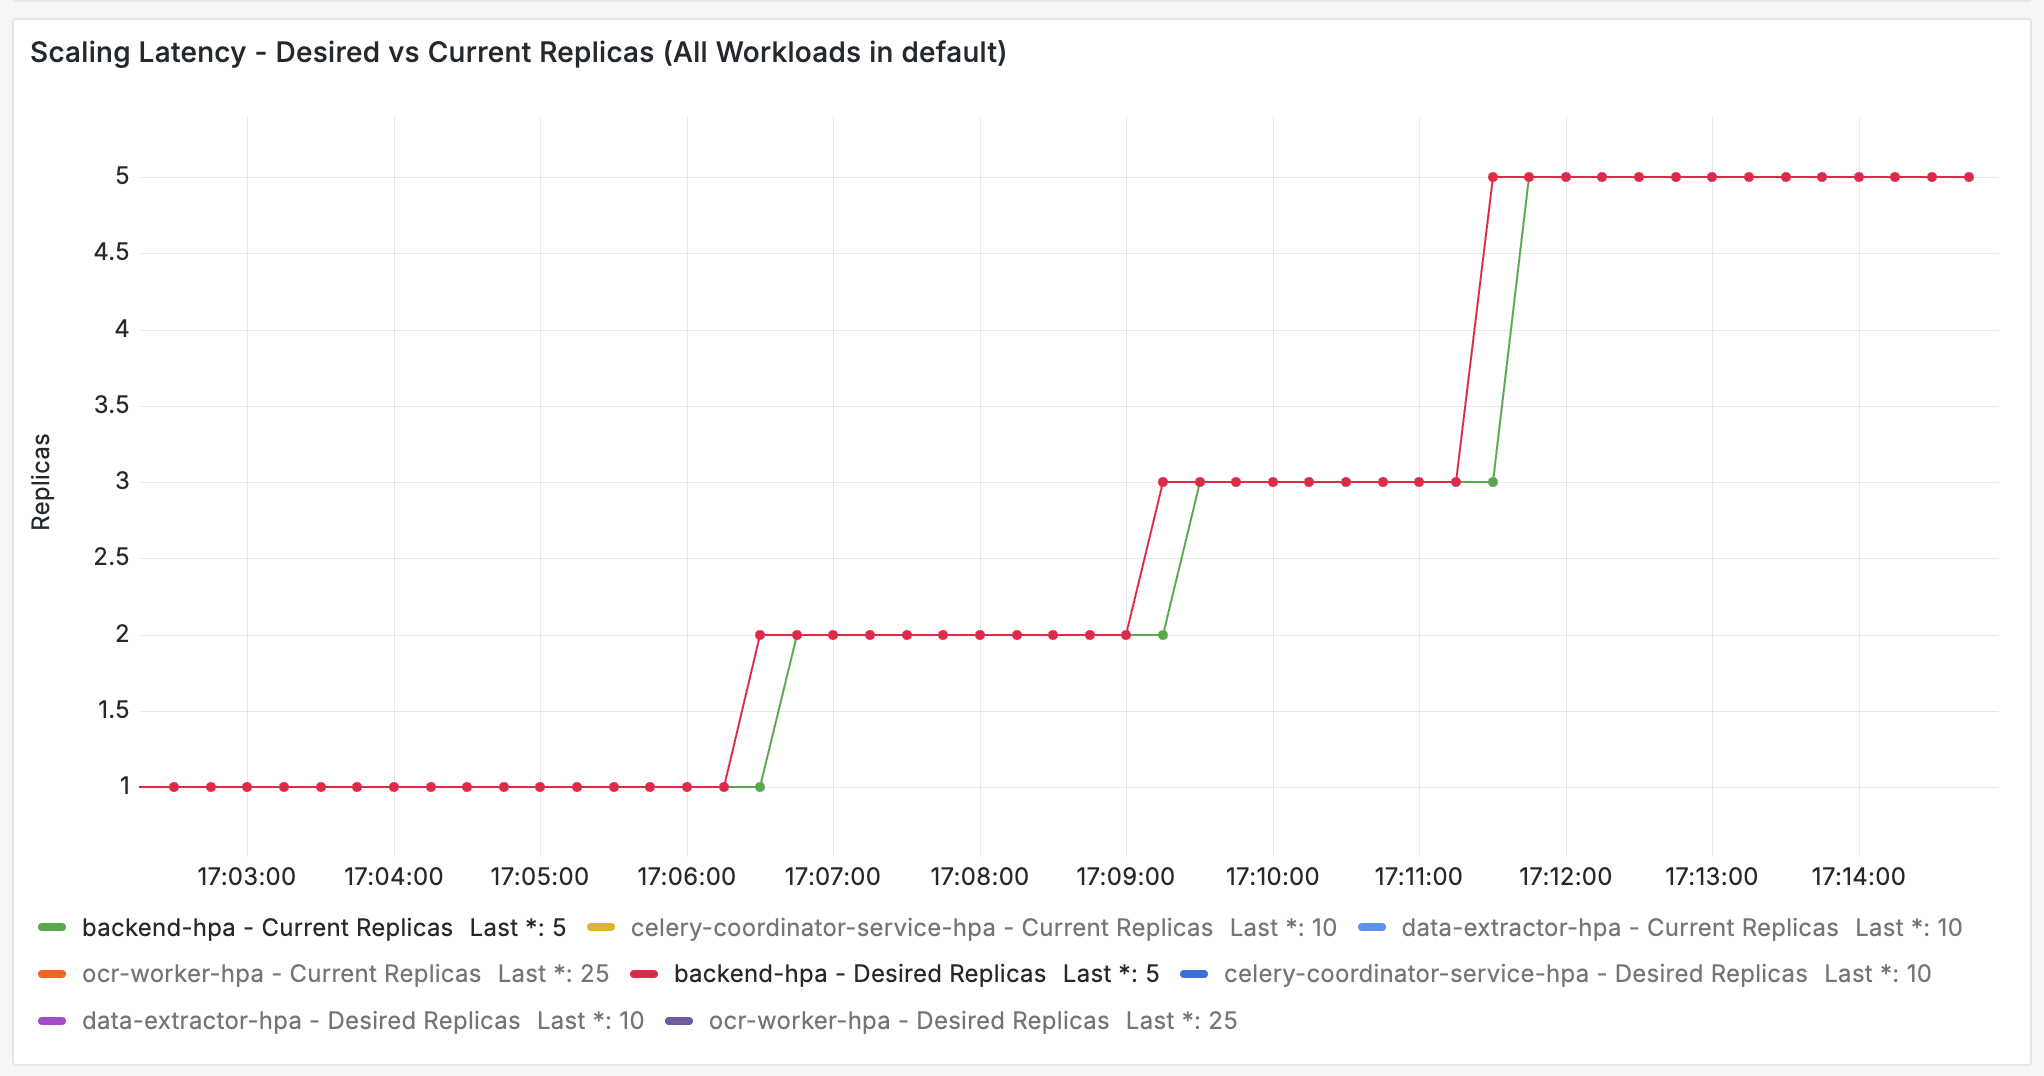 Scaling Latency - Desired vs Current Replicas (All Workloads in default)
Replicas
5
4.5
4
3.5
3
2.5
2
1.5
1
17:03:00 17:04:00 17:05:00 17:06:00 17:07:00 17:08:00 17:09:00 17:10:00 17:11:00 17:12:00 17:13:00 17:14:00
backend-hpa - Current Replicas Last *: 5 celery-coordinator-service-hpa - Current Replicas Last *: 10 data-extractor-hpa - Current Replicas Last *: 10
ocr-worker-hpa - Current Replicas Last *: 25 backend-hpa - Desired Replicas Last *: 5 celery-coordinator-service-hpa - Desired Replicas Last *: 10
data-extractor-hpa - Desired Replicas Last *: 10 ocr-worker-hpa - Desired Replicas Last *: 25